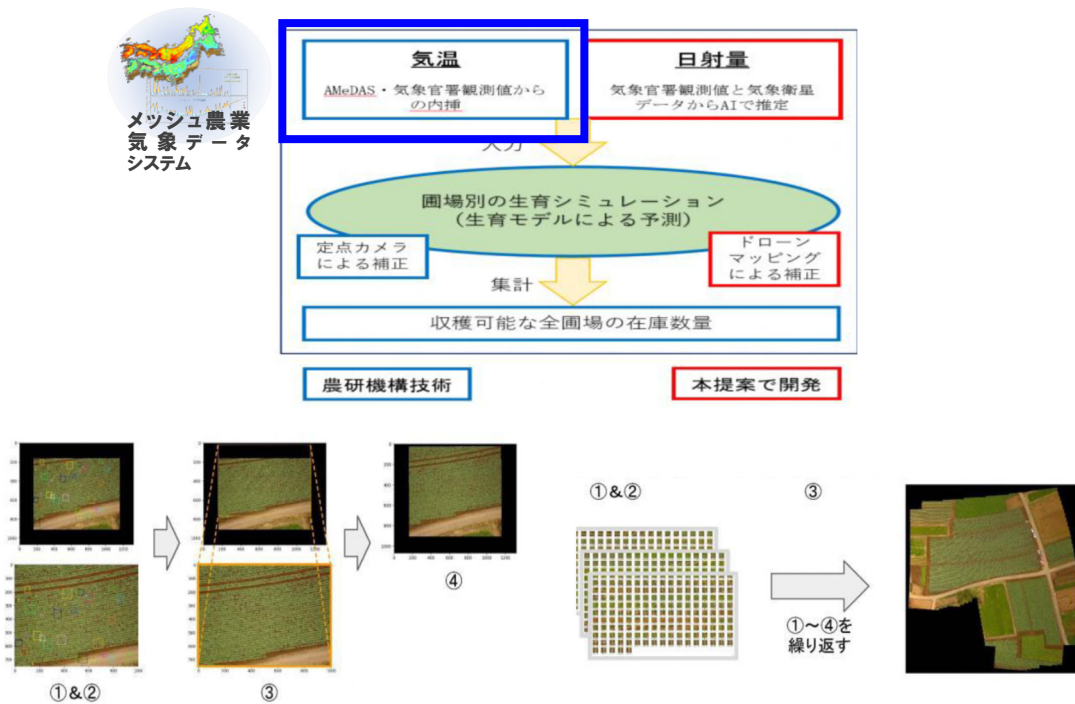 メッシュ農業
気象データ
システム
気温
AMeDAS・気象官署観測値から
の内挿
日射量
気象官署観測値と気象衛星
データからAIで推定
入力
圃場別の生育シミュレーション
（生育モデルによる予測）
定点カメラ
による補正
ドローン
マッピング
による補正
集計
収穫可能な全圃場の在庫数量
農研機構技術
本提案で開発
①&②
③
④
①&②
③
①～④を
繰り返す